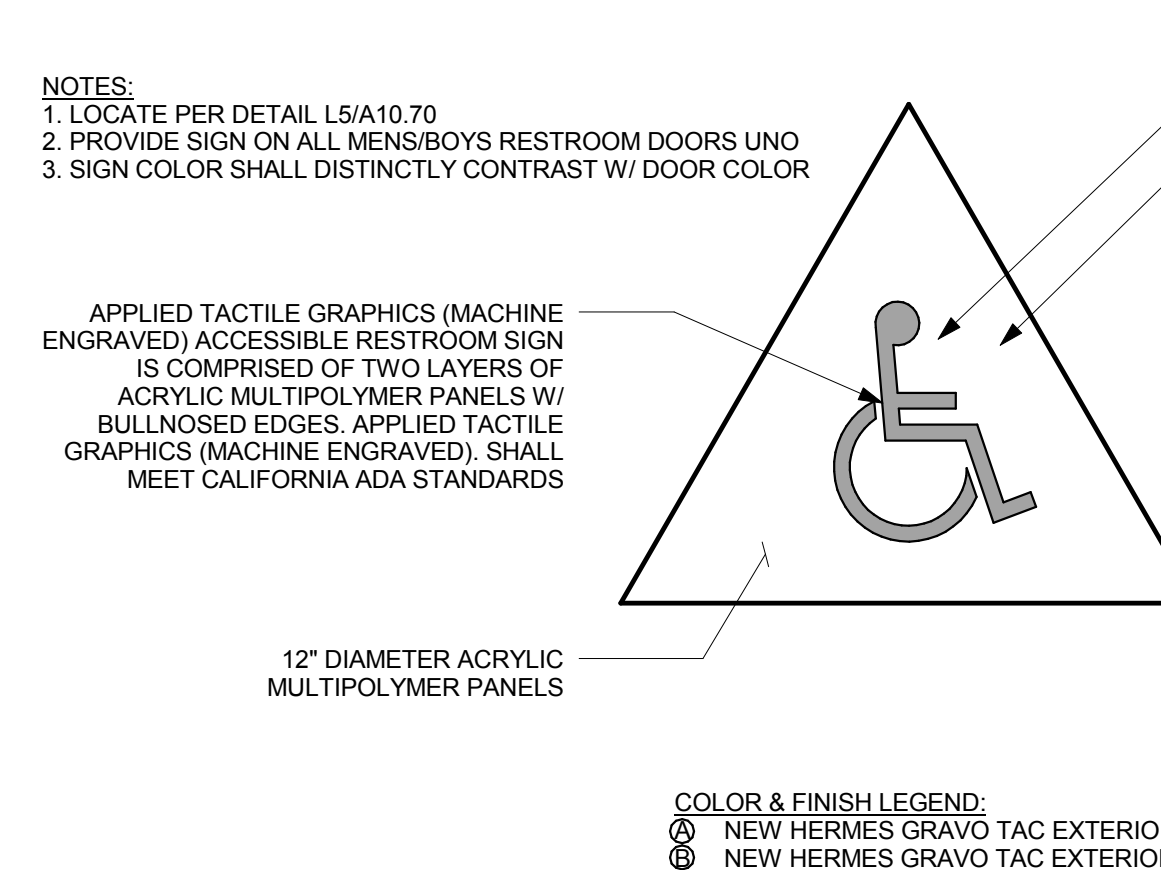 NOTES:
1. LOCATE PER DETAIL L5/A10.70
2. PROVIDE SIGN ON ALL MENS/BOYS RESTROOM DOORS UNO
3. SIGN COLOR SHALL DISTINCTLY CONTRAST W/ DOOR COLOR
APPLIED TACTILE GRAPHICS (MACHINE
ENGRAVED) ACCESSIBLE RESTROOM SIGN
IS COMPRISED OF TWO LAYERS OF
ACRYLIC MULTIPOLYMER PANELS W/
BULLNOSED EDGES. APPLIED TACTILE
GRAPHICS (MACHINE ENGRAVED). SHALL
MEET CALIFORNIA ADA STANDARDS
12" DIAMETER ACRYLIC
MULTIPOLYMER PANELS
COLOR & FINISH LEGEND:
A NEW HERMES GRAVO TAC EXTERIO
B NEW HERMES GRAVO TAC EXTERIO